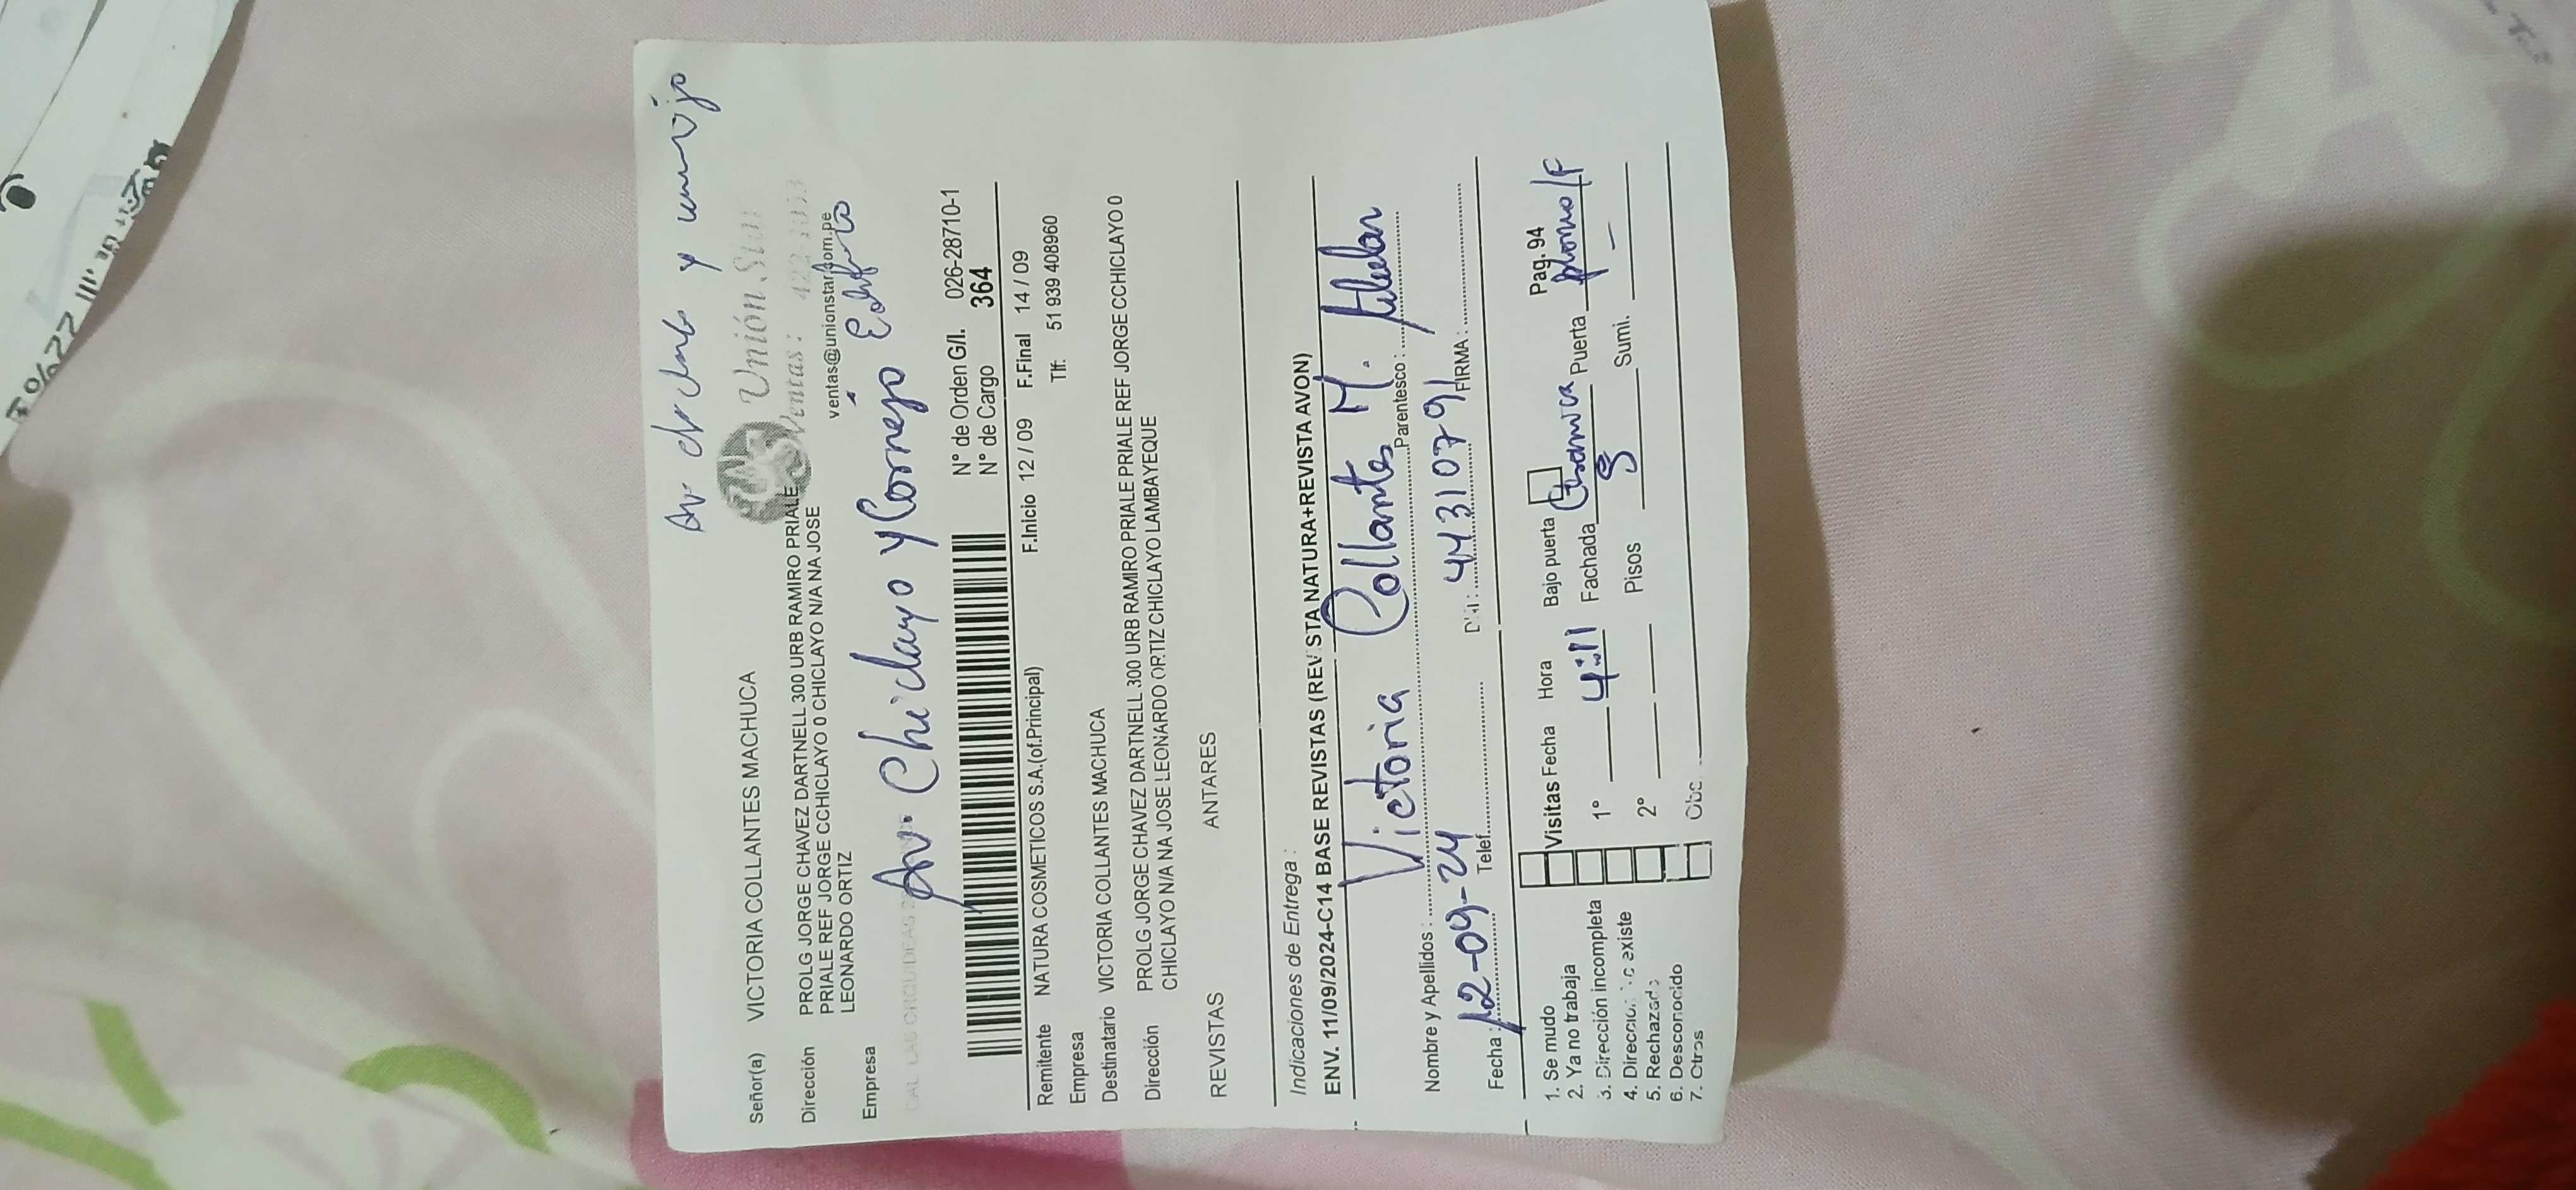 Av. Chiclayo y Cornejo
Unión Star
Ventas: 422
ventas@unionstar.com.pe
Señor(a) VICTORIA COLLANTES MACHUCA
Dirección PROLG JORGE CHAVEZ DARTNELL 300 URB RAMIRO PRIALE
PRIALE REF JORGE CCHICLAYO 0 CHICLAYO N/A NA JOSE
LEONARDO ORTIZ
Empresa
CAL LAS ORQUIDEAS
N° de Orden G/I. 026-28710-1
N° de Cargo 364
Remitente NATURA COSMETICOS S.A.(of.Principal) F.Inicio 12 / 09 F.Final 14 / 09
Empresa Tlf: 51 939 408960
Destinatario VICTORIA COLLANTES MACHUCA
Dirección PROLG JORGE CHAVEZ DARTNELL 300 URB RAMIRO PRIALE PRIALE REF JORGE CCHICLAYO 0
CHICLAYO N/A NA JOSE LEONARDO ORTIZ CHICLAYO LAMBAYEQUE
REVISTAS ANTARES
Indicaciones de Entrega :
ENV. 11/09/2024-C14 BASE REVISTAS (REVISTA NATURA+REVISTA AVON)
Nombre y Apellidos : Victoria Collantes M. Parentesco :
Fecha : 12-09-24 Telef. D.N.I : 44310791 FIRMA :
Pag. 94
1. Se mudo
2. Ya no trabaja
3. Dirección incompleta
4. Dirección no existe
5. Rechazado
6. Desconocido
7. Otros
Visitas Fecha Hora Bajo puerta
1° 4:11 Fachada Puerta plomo/F
2° Pisos 3 Sumi. -
Obs.